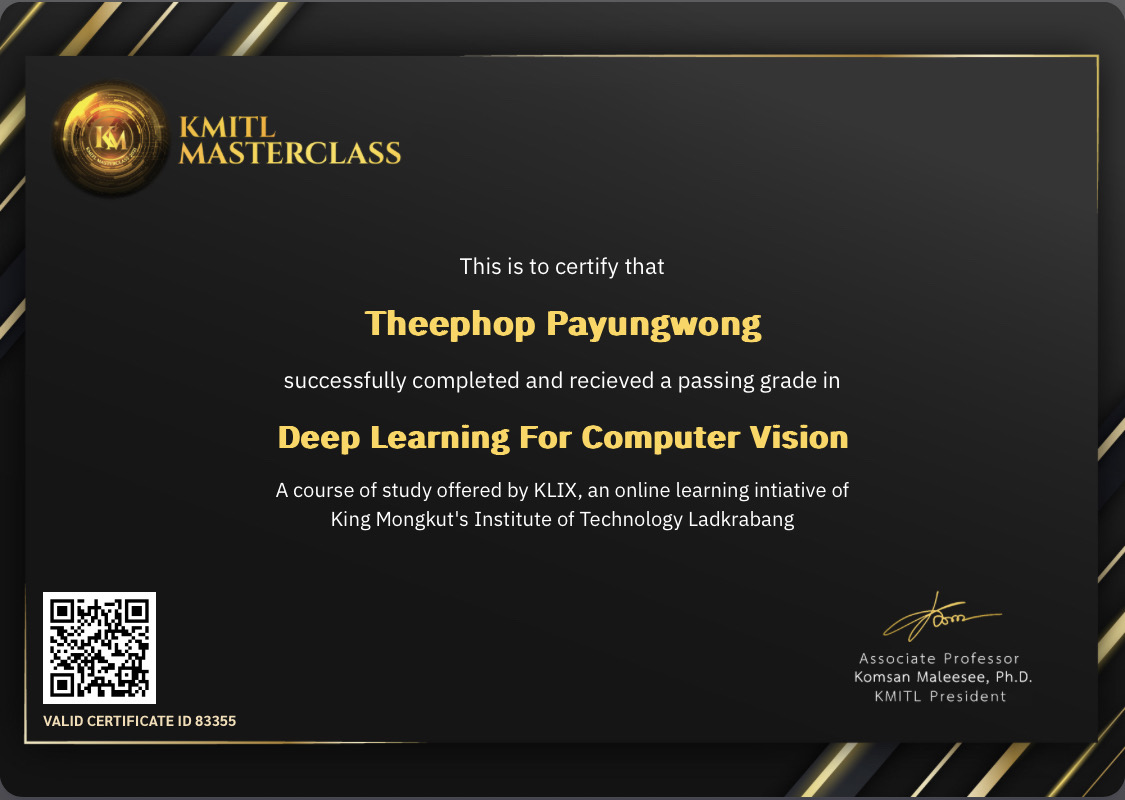 KMITL
MASTERCLASS
KM
This is to certify that
Theephop Payungwong
successfully completed and recieved a passing grade in
Deep Learning For Computer Vision
A course of study offered by KLIX, an online learning intiative of
King Mongkut's Institute of Technology Ladkrabang
Associate Professor
Komsan Maleesee, Ph.D.
KMITL President
VALID CERTIFICATE ID 83355